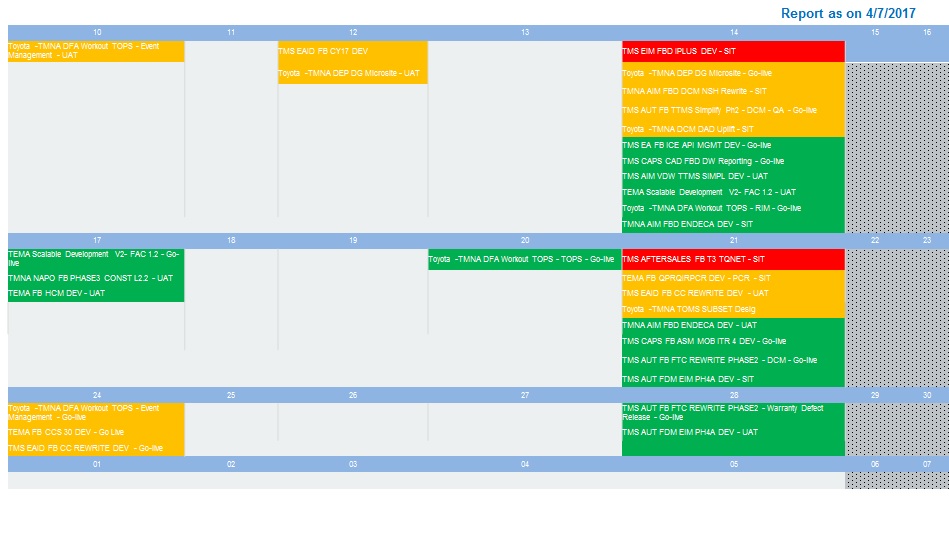 Report as on 4/7/2017
10 11 12 13 14 15 16
Toyota -TMNA DFA Workout TOPS - Event
Management - UAT
TMS EAIO FB CY17 DEV
Toyota -TMNA DEP DG Microsite - UAT
TMS EIM FBD IPLUS DEV - SIT
Toyota -TMNA DEP DG Microsite - Go-live
TMNA AIM FBD DCM NSH Rewrite - SIT
TMS AUT FB TTMS Simplify Ph2 - DCM - QA - Go-live
Toyota -TMNA DCM DAD Uplift - SIT
TMS EA FB ICE API MGMT DEV - Go-live
TMS CAPS CAD FBD DW Reporting - Go-live
TMS AIM VDW TTMS SIMPL DEV - UAT
TEMA Scalable Development V2- FAC 1.2 - UAT
Toyota -TMNA DFA Workout TOPS - RIM - Go-live
TMNA AIM FBD ENDECA DEV - SIT
17 18 19 20 21 22 23
TEMA Scalable Development V2- FAC 1.2 - Go-
live
TMNA NAPO FB PHASE3 CONST L2.2 - UAT
TEMA FB HCM DEV - UAT
Toyota -TMNA DFA Workout TOPS - TOPS - Go-live
TMS AFTERSALES FB T3 TQNET - SIT
TEMA FB QPRQIRPCR DEV - PCR - SIT
TMS EAIO FB CC REWRITE DEV - UAT
Toyota -TMNA TOMS SUBSET Desig
TMNA AIM FBD ENDECA DEV - UAT
TMS CAPS FB ASM MOB ITR 4 DEV - Go-live
TMS AUT FB FTC REWRITE PHASE2 - DCM - Go-live
TMS AUT FDM EIM PH4A DEV - SIT
24 25 26 27 28 29 30
Toyota -TMNA DFA Workout TOPS - Event
Management - Go-live
TEMA FB CCS 30 DEV - Go Live
TMS EAIO FB CC REWRITE DEV - Go-live
TMS AUT FB FTC REWRITE PHASE2 - Warranty Defect
Release - Go-live
TMS AUT FDM EIM PH4A DEV - UAT
01 02 03 04 05 06 07